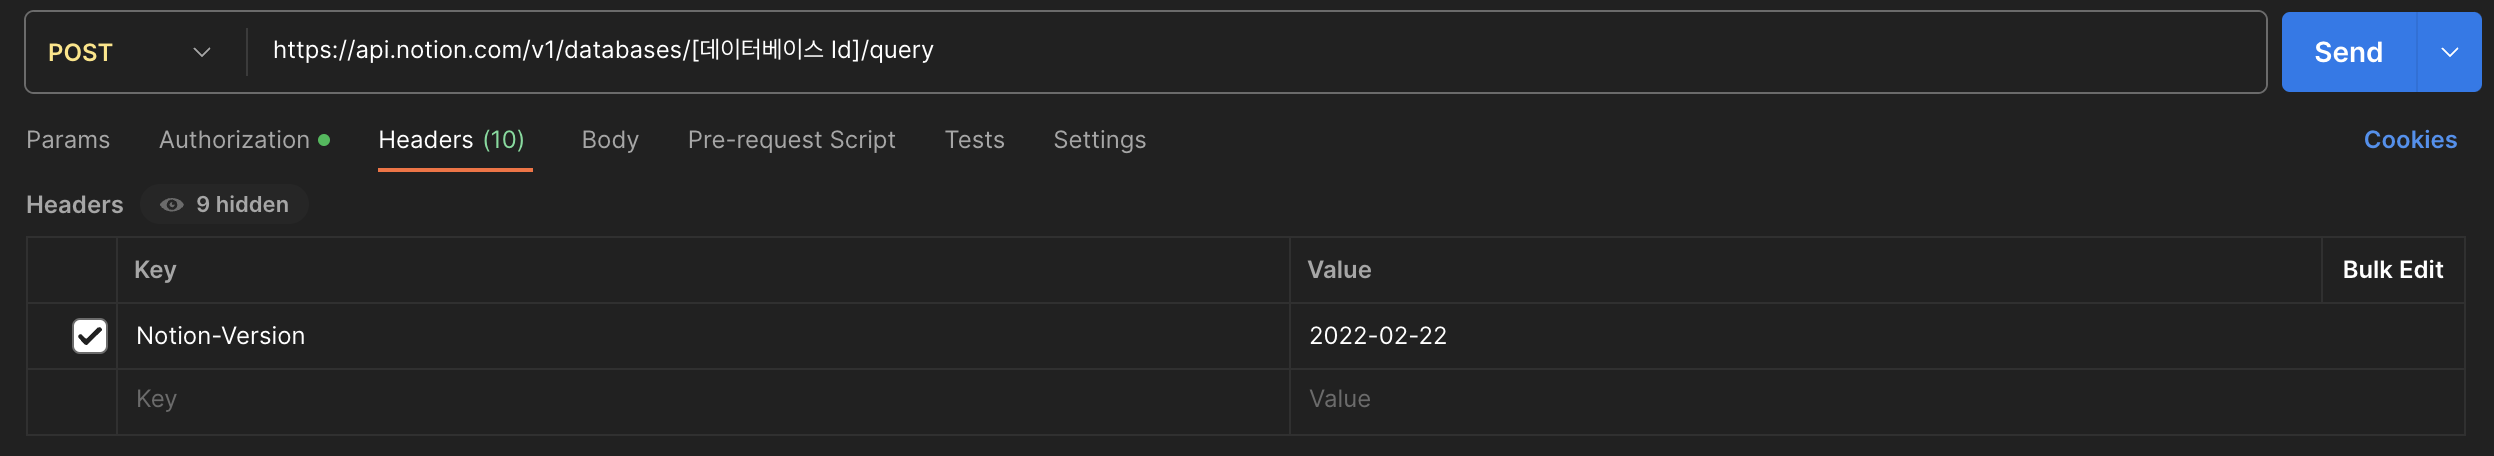 POST https://api.notion.com/v1/databases/[데이터베이스 Id]/query Send
Params Authorization Headers (10) Body Pre-request Script Tests Settings Cookies
Headers 9 hidden
Key Value Bulk Edit
Notion-Version 2022-02-22
Key Value